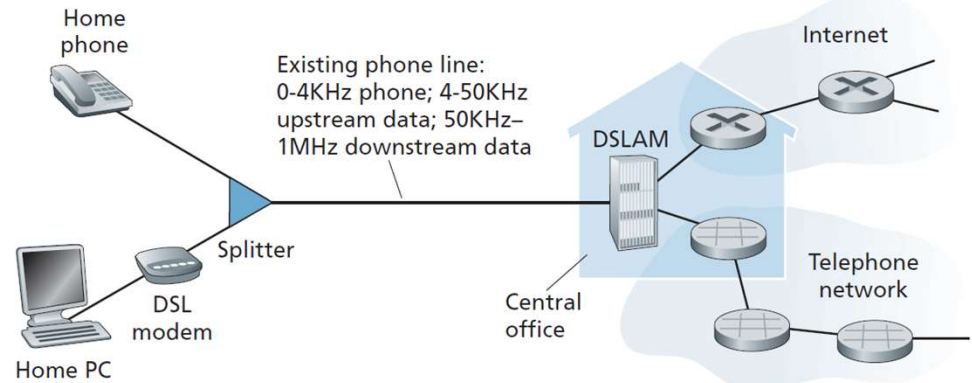 Home
phone
Existing phone line:
0-4KHz phone; 4-50KHz
upstream data; 50KHz–
1MHz downstream data
Internet
DSLAM
Splitter
DSL
modem
Home PC
Central
office
Telephone
network